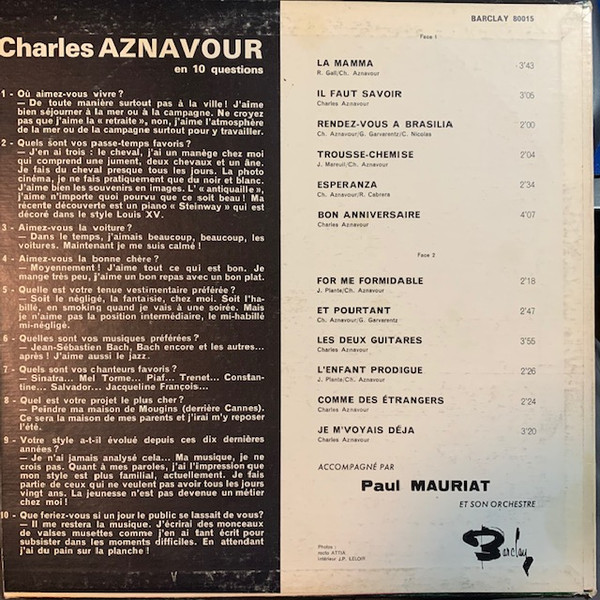 Charles AZNAVOUR
en 10 questions
1 - Où aimez-vous vivre ?
— De toute manière surtout pas à la ville ! J'aime
bien séjourner à la mer ou à la campagne. Ne croyez
pas que j'aime la « retraite », non, j'aime l'atmosphère
de la mer ou de la campagne surtout pour y travailler.
2 - Quels sont vos passe-temps favoris ?
— J'en ai trois : le cheval, j'ai un manège chez moi
qui comprend une jument, deux chevaux et un âne.
Je fais du cheval presque tous les jours. La photo
cinéma, je ne fais pratiquement que du noir et blanc.
J'aime bien les souvenirs en images. L' « antiquaille »,
j'aime n'importe quoi pourvu que ce soit beau ! Ma
récente découverte est un piano « Steinway » qui est
décoré dans le style Louis XV.
3 - Aimez-vous la voiture ?
— Dans le temps, j'aimais beaucoup, beaucoup, les
voitures. Maintenant je me suis calmé !
4 - Aimez-vous la bonne chère ?
— Moyennement ! J'aime tout ce qui est bon. Je
mange très peu, j'aime un bon repas avec un bon plat.
5 - Quelle est votre tenue vestimentaire préférée ?
— Soit le négligé, la fantaisie, chez moi. Soit l'ha-
billé, en smoking quand je vais à une soirée. Mais
je n'aime pas la position intermédiaire, le mi-habillé
mi-négligé.
6 - Quelles sont vos musiques préférées ?
— Jean-Sébastien Bach, Bach encore et les autres...
après ! J'aime aussi le jazz.
7 - Quels sont vos chanteurs favoris ?
— Sinatra... Mel Torme... Piaf... Trenet... Constan-
tine... Salvador... Jacqueline François...
8 - Quel est votre projet le plus cher ?
— Peindre ma maison de Mougins (derrière Cannes).
Ce sera la maison de mes parents et j'irai m'y reposer
l'été.
9 - Votre style a-t-il évolué depuis ces dix dernières
années ?
— Je n'ai jamais analysé cela... Ma musique, je ne
crois pas. Quant à mes paroles, j'ai l'impression que
mon style est plus familial, actuellement. Je fais
partie de ceux qui ne veulent pas avoir tous les jours
vingt ans. La jeunesse n'est pas devenue un métier
chez moi !
10 - Que feriez-vous si un jour le public se lassait de vous?
— Il me restera la musique. J'écrirai des monceaux
de valses musettes comme j'en ai tant écrit pour
subsister dans les moments difficiles. En attendant
j'ai du pain sur la planche !
BARCLAY 80015
Face 1
LA MAMMA 3'43
R. Gall/Ch. Aznavour
IL FAUT SAVOIR 3'05
Charles Aznavour
RENDEZ-VOUS A BRASILIA 2'00
Ch. Aznavour/G. Garvarentz/C. Nicolas
TROUSSE-CHEMISE 2'04
J. Mareuil/Ch. Aznavour
ESPERANZA 2'34
Ch. Aznavour/R. Cabrera
BON ANNIVERSAIRE 4'07
Charles Aznavour
Face 2
FOR ME FORMIDABLE 2'18
J. Plante/Ch. Aznavour
ET POURTANT 2'47
Ch. Aznavour/G. Garvarentz
LES DEUX GUITARES 3'55
Charles Aznavour
L'ENFANT PRODIGUE 2'26
J. Plante/Ch. Aznavour
COMME DES ÉTRANGERS 2'24
Charles Aznavour
JE M'VOYAIS DÉJA 3'20
Charles Aznavour
ACCOMPAGNÉ PAR
Paul MAURIAT
ET SON ORCHESTRE
Photos :
recto ATTIA
intérieur J.P. LELOIR
Barclay